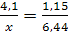 4,1/x = 1,15/6,44